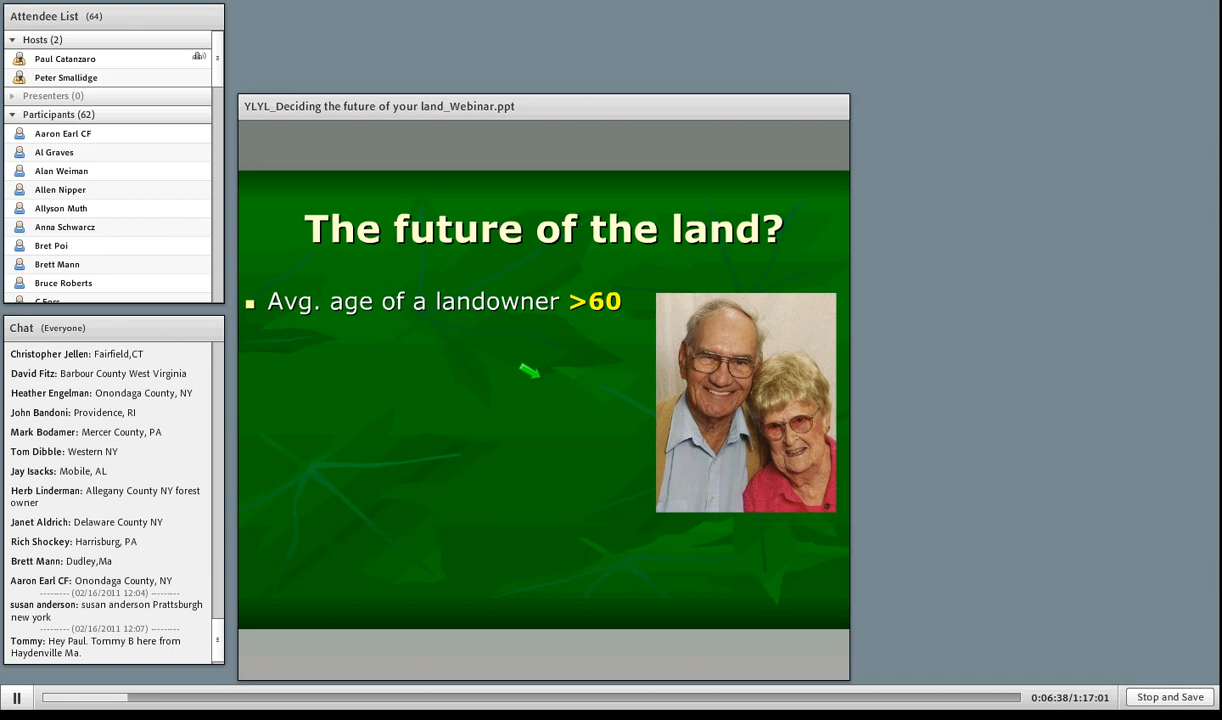 Attendee List (64)
Hosts (2)
Paul Catanzaro
Peter Smallidge
Presenters (0)
Participants (62)
Aaron Earl CF
Al Graves
Alan Weiman
Allen Nipper
Allyson Muth
Anna Schwarcz
Bret Poi
Brett Mann
Bruce Roberts
Chat (Everyone)
Christopher Jellen: Fairfield,CT
David Fitz: Barbour County West Virginia
Heather Engelman: Onondaga County, NY
John Bandoni: Providence, RI
Mark Bodamer: Mercer County, PA
Tom Dibble: Western NY
Jay Isacks: Mobile, AL
Herb Linderman: Allegany County NY forest
owner
Janet Aldrich: Delaware County NY
Rich Shockey: Harrisburg, PA
Brett Mann: Dudley,Ma
Aaron Earl CF: Onondaga County, NY
--------- (02/16/2011 12:04) ---------
susan anderson: susan anderson Prattsburgh
new york
--------- (02/16/2011 12:07) ---------
Tommy: Hey Paul. Tommy B here from
Haydenville Ma.
YLYL_Deciding the future of your land_Webinar.ppt
The future of the land?
Avg. age of a landowner >60
0:06:38/1:17:01
Stop and Save